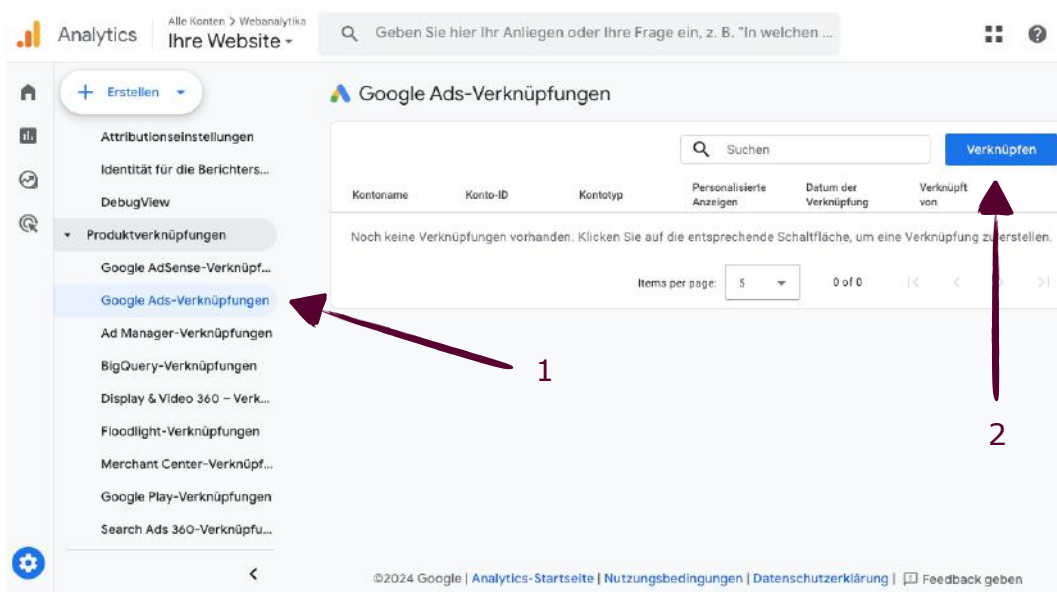 Analytics
Alle Konten > Webanalytika
Ihre Website
Geben Sie hier Ihr Anliegen oder Ihre Frage ein, z. B. "In welchen ...
Erstellen
Attributionseinstellungen
Identität für die Berichters...
DebugView
Produktverknüpfungen
Google AdSense-Verknüpf...
Google Ads-Verknüpfungen
Ad Manager-Verknüpfungen
BigQuery-Verknüpfungen
Display & Video 360 – Verk...
Floodlight-Verknüpfungen
Merchant Center-Verknüpf...
Google Play-Verknüpfungen
Search Ads 360-Verknüpfu...
Google Ads-Verknüpfungen
Suchen
Verknüpfen
Kontoname Konto-ID Kontotyp Personalisierte Anzeigen Datum der Verknüpfung Verknüpft von
Noch keine Verknüpfungen vorhanden. Klicken Sie auf die entsprechende Schaltfläche, um eine Verknüpfung zu erstellen.
Items per page: 5 0 of 0
1
2
©2024 Google | Analytics-Startseite | Nutzungsbedingungen | Datenschutzerklärung | Feedback geben